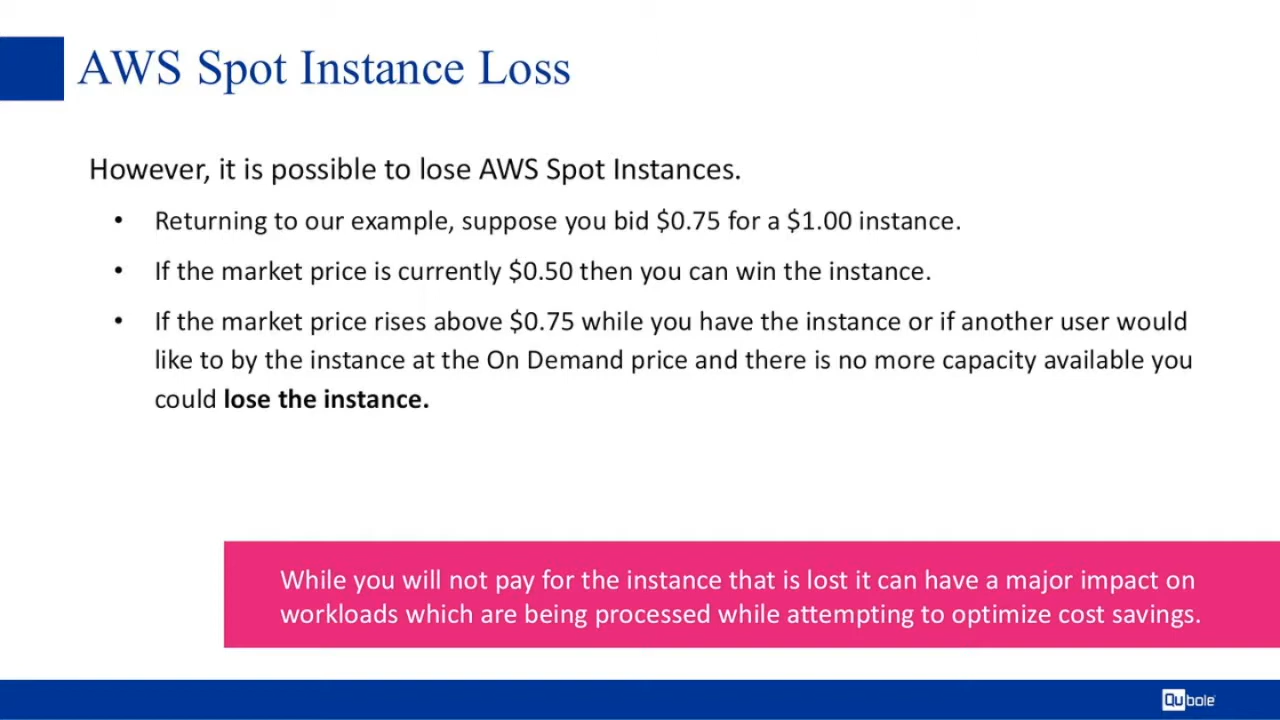 AWS Spot Instance Loss
However, it is possible to lose AWS Spot Instances.
• Returning to our example, suppose you bid $0.75 for a $1.00 instance.
• If the market price is currently $0.50 then you can win the instance.
• If the market price rises above $0.75 while you have the instance or if another user would
like to by the instance at the On Demand price and there is no more capacity available you
could lose the instance.
While you will not pay for the instance that is lost it can have a major impact on
workloads which are being processed while attempting to optimize cost savings.
Qubole